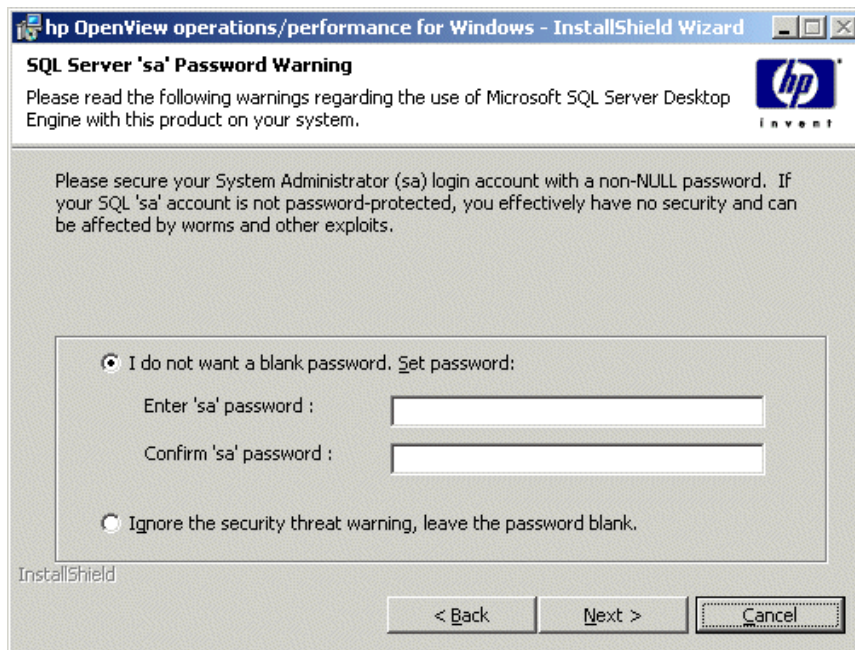 hp OpenView operations/performance for Windows - InstallShield Wizard
SQL Server 'sa' Password Warning
Please read the following warnings regarding the use of Microsoft SQL Server Desktop
Engine with this product on your system.
hp
invent
Please secure your System Administrator (sa) login account with a non-NULL password. If
your SQL 'sa' account is not password-protected, you effectively have no security and can
be affected by worms and other exploits.
I do not want a blank password. Set password:
Enter 'sa' password :
Confirm 'sa' password :
Ignore the security threat warning, leave the password blank.
InstallShield
< Back
Next >
Cancel